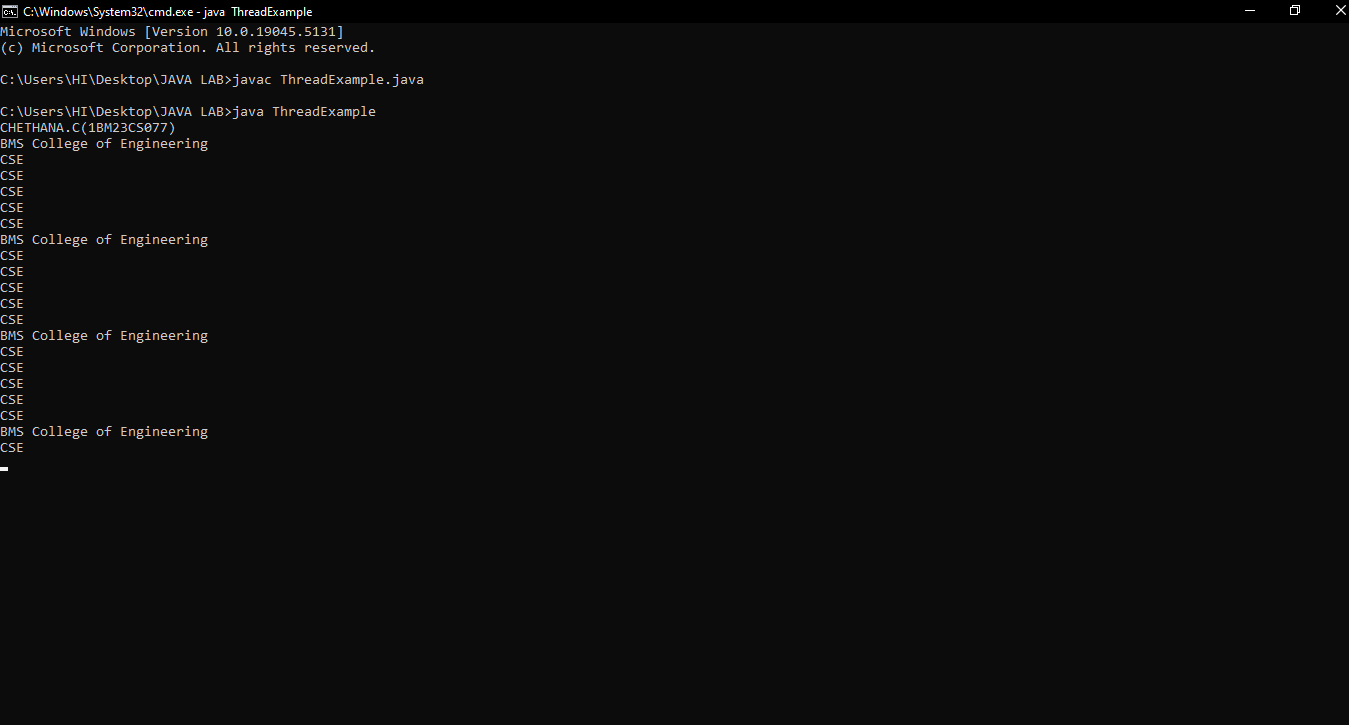 C:\Windows\System32\cmd.exe - java  ThreadExample
Microsoft Windows [Version 10.0.19045.5131]
(c) Microsoft Corporation. All rights reserved.
C:\Users\HI\Desktop\JAVA LAB>javac ThreadExample.java
C:\Users\HI\Desktop\JAVA LAB>java ThreadExample
CHETHANA.C(1BM23CS077)
BMS College of Engineering
CSE
CSE
CSE
CSE
CSE
BMS College of Engineering
CSE
CSE
CSE
CSE
CSE
BMS College of Engineering
CSE
CSE
CSE
CSE
CSE
BMS College of Engineering
CSE